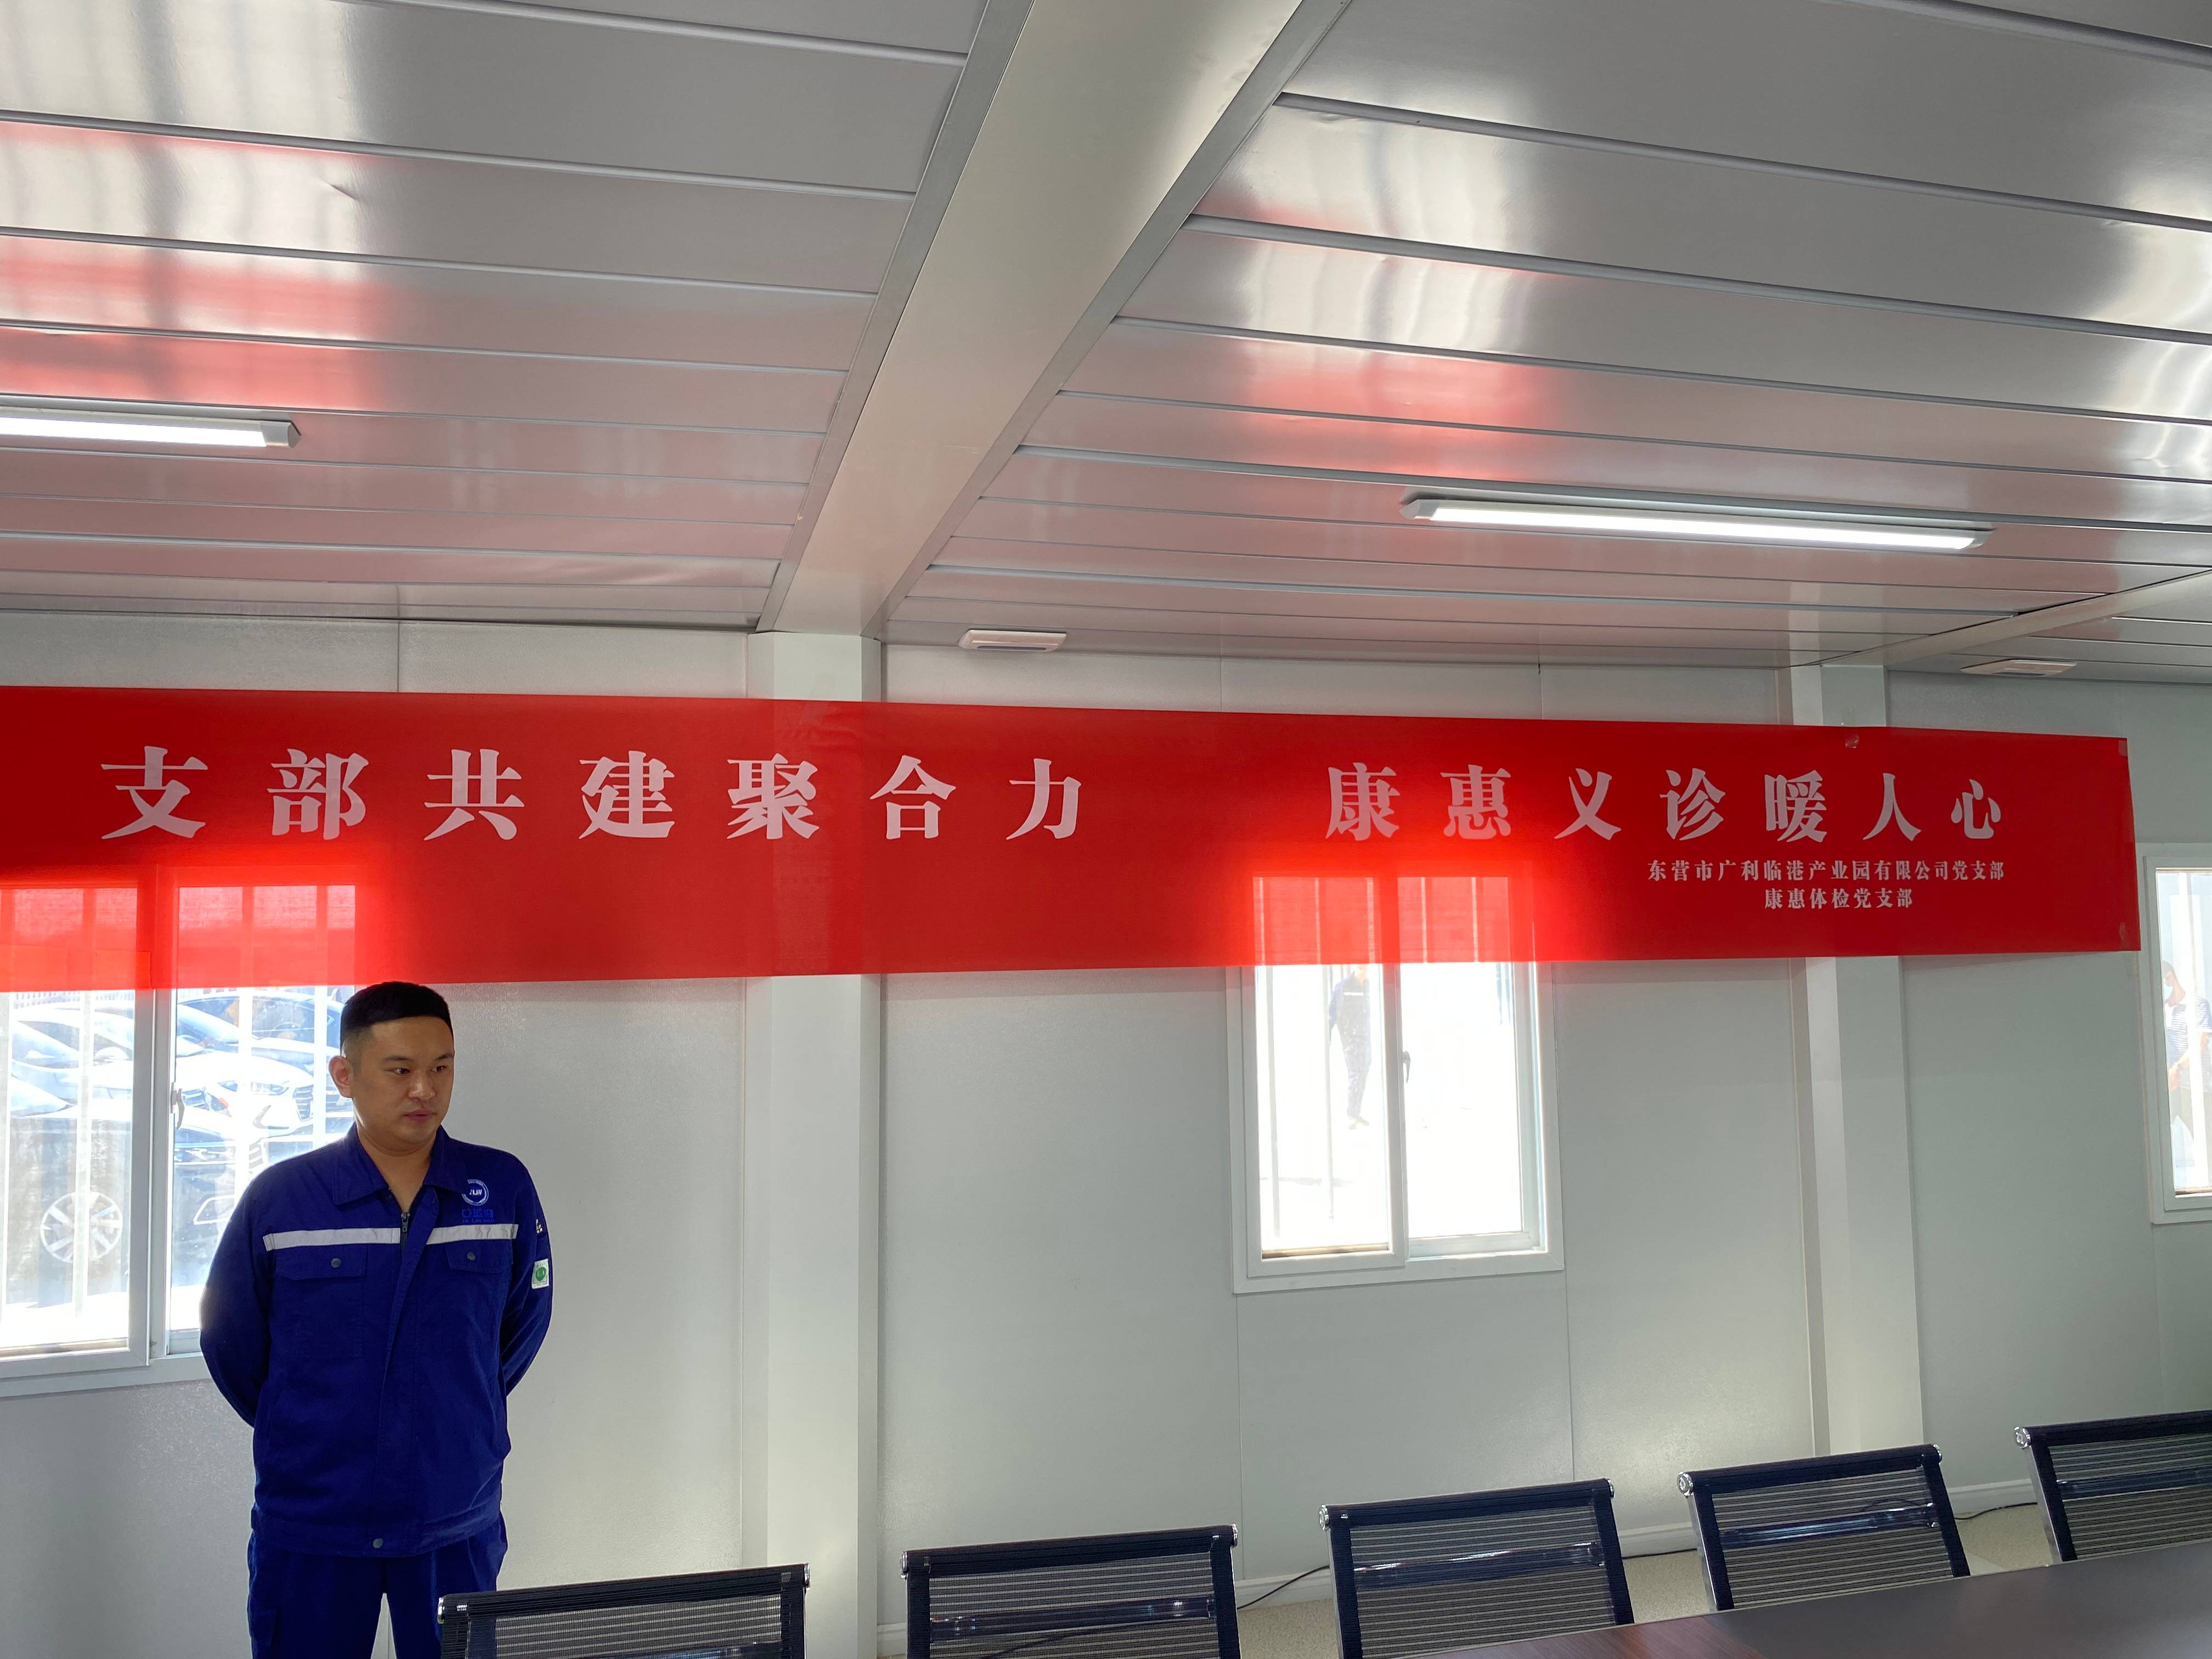 支部共建聚合力 康惠义诊暖人心
东营市广利临港产业园有限公司党支部
康惠体检党支部